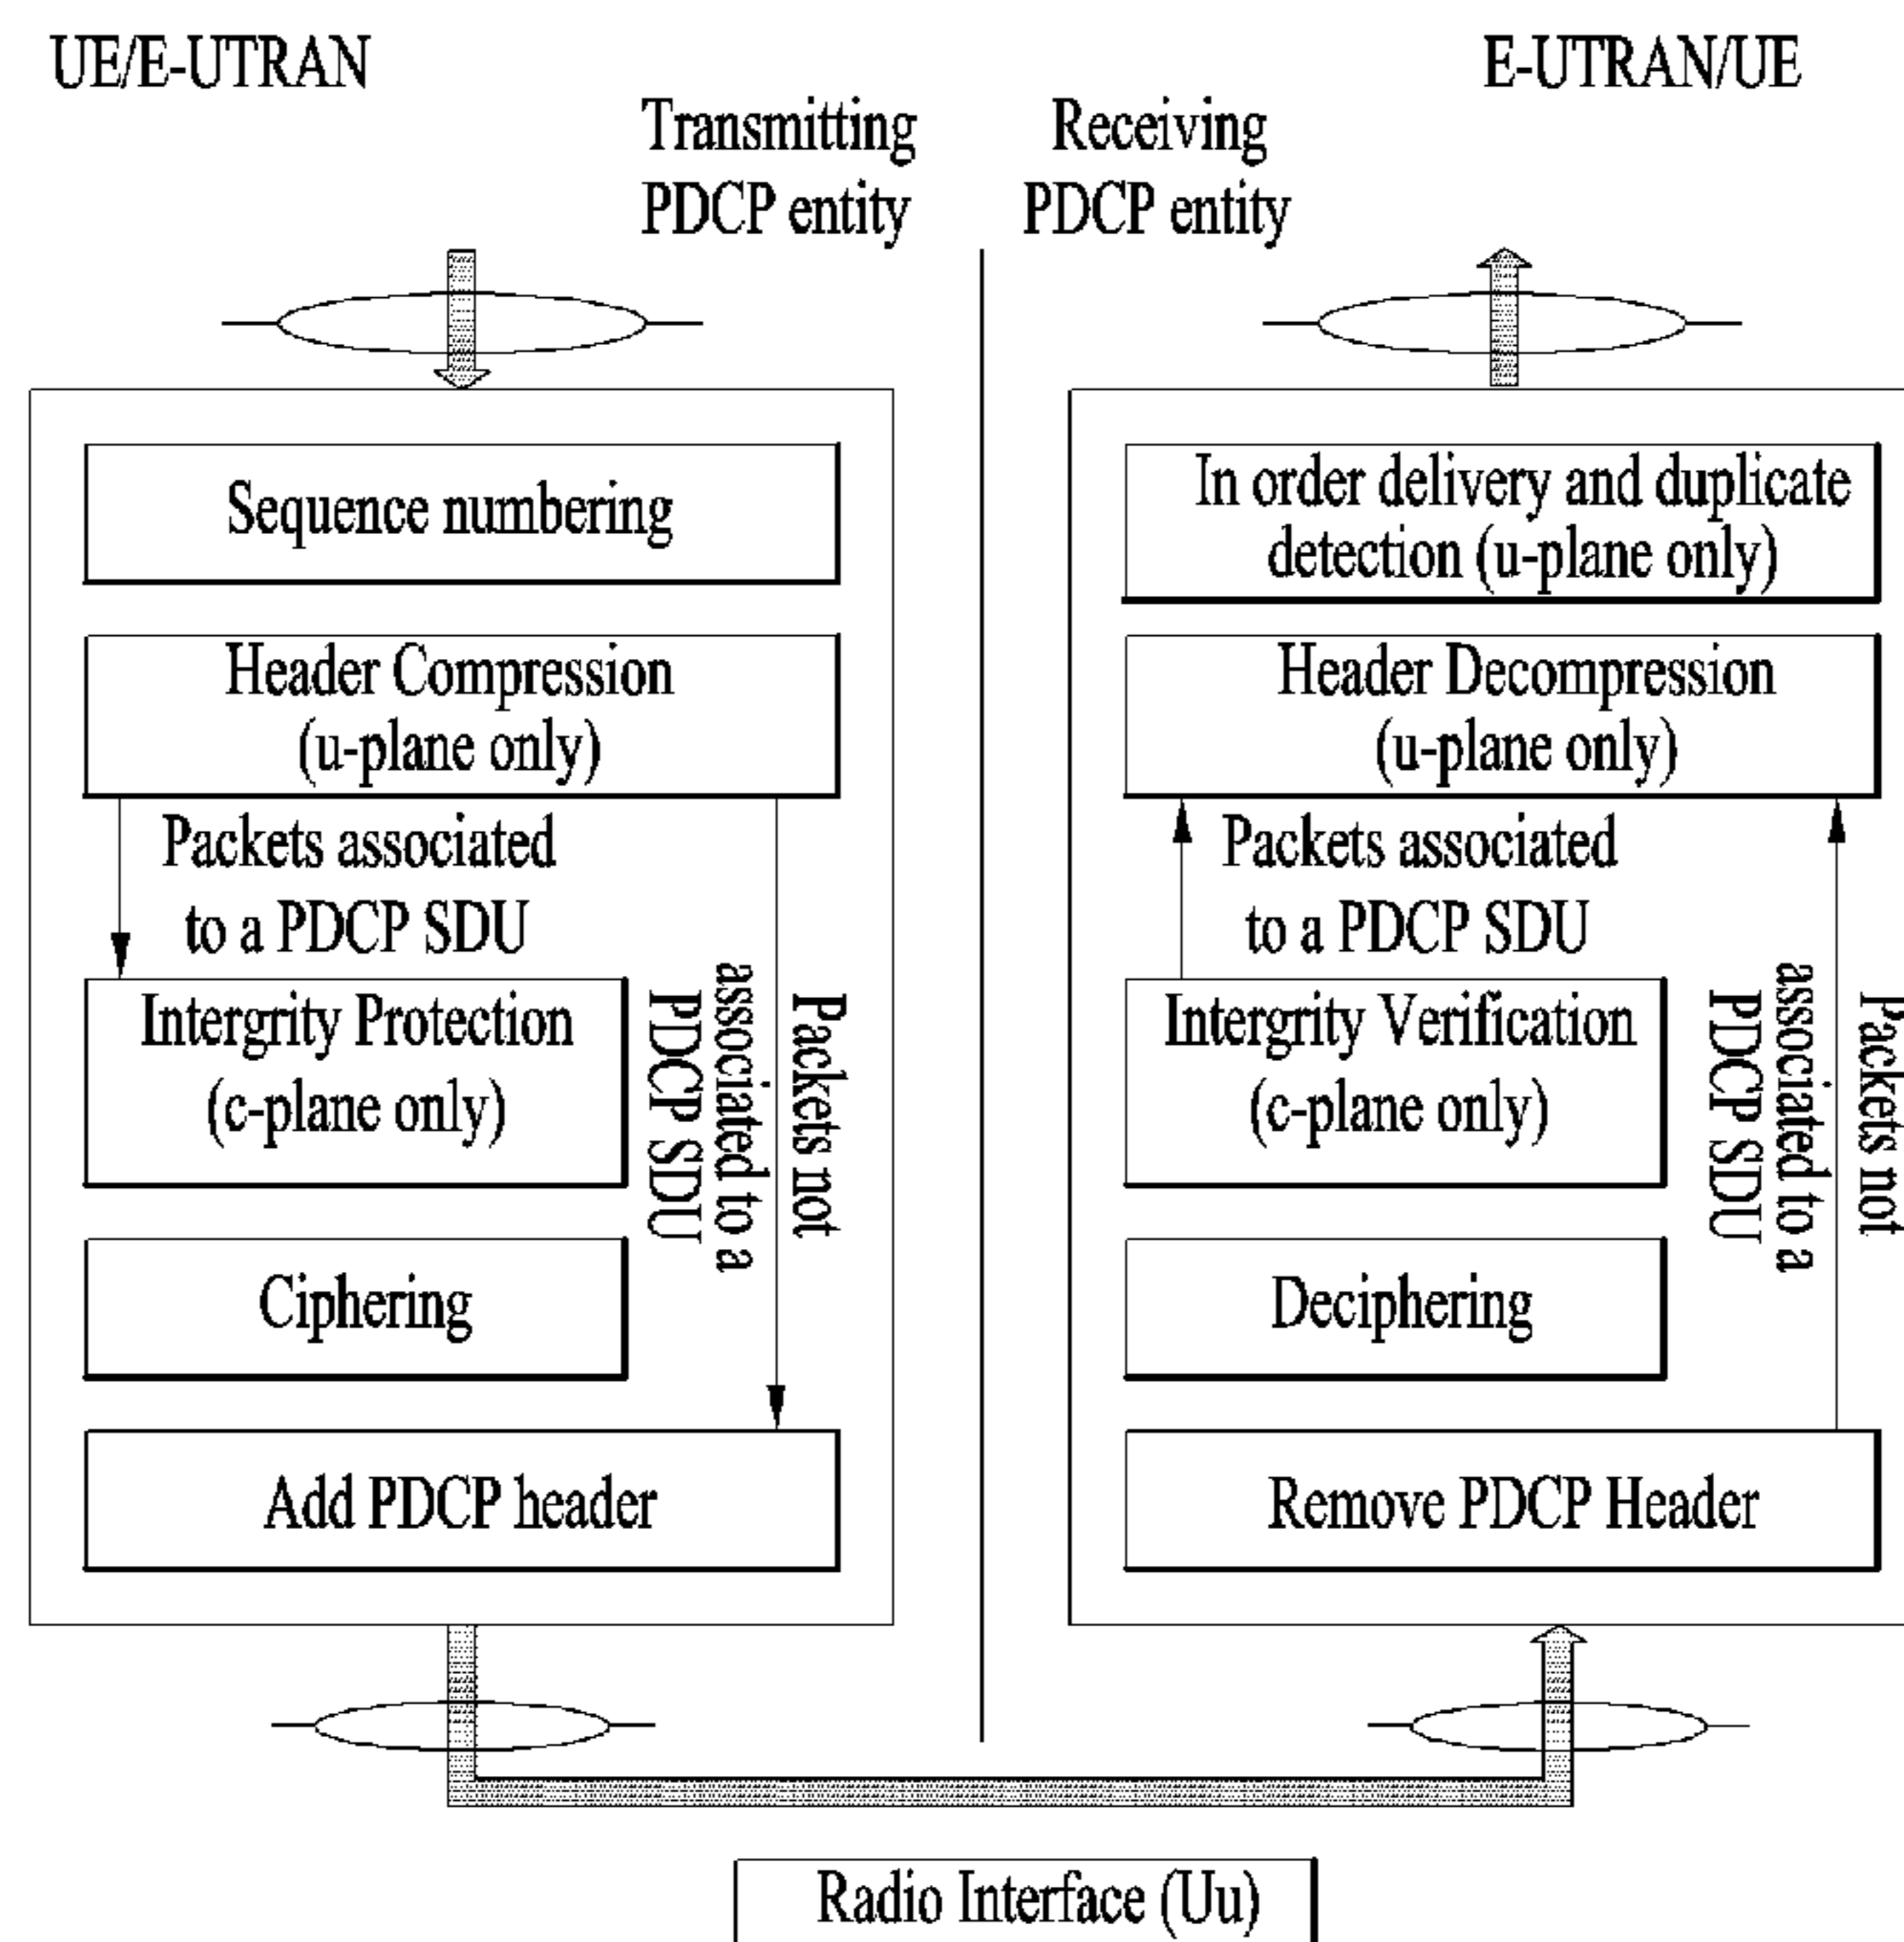 UE/E-UTRAN
E-UTRAN/UE
Transmitting
PDCP entity
Receiving
PDCP entity
Sequence numbering
Header Compression
(u-plane only)
Packets associated
to a PDCP SDU
Intergrity Protection
(c-plane only)
Packets not
associated to a
PDCP SDU
Ciphering
Add PDCP header
In order delivery and duplicate
detection (u-plane only)
Header Decompression
(u-plane only)
Packets associated
to a PDCP SDU
Intergrity Verification
(c-plane only)
Packets not
associated to a
PDCP SDU
Deciphering
Remove PDCP Header
Radio Interface (Uu)